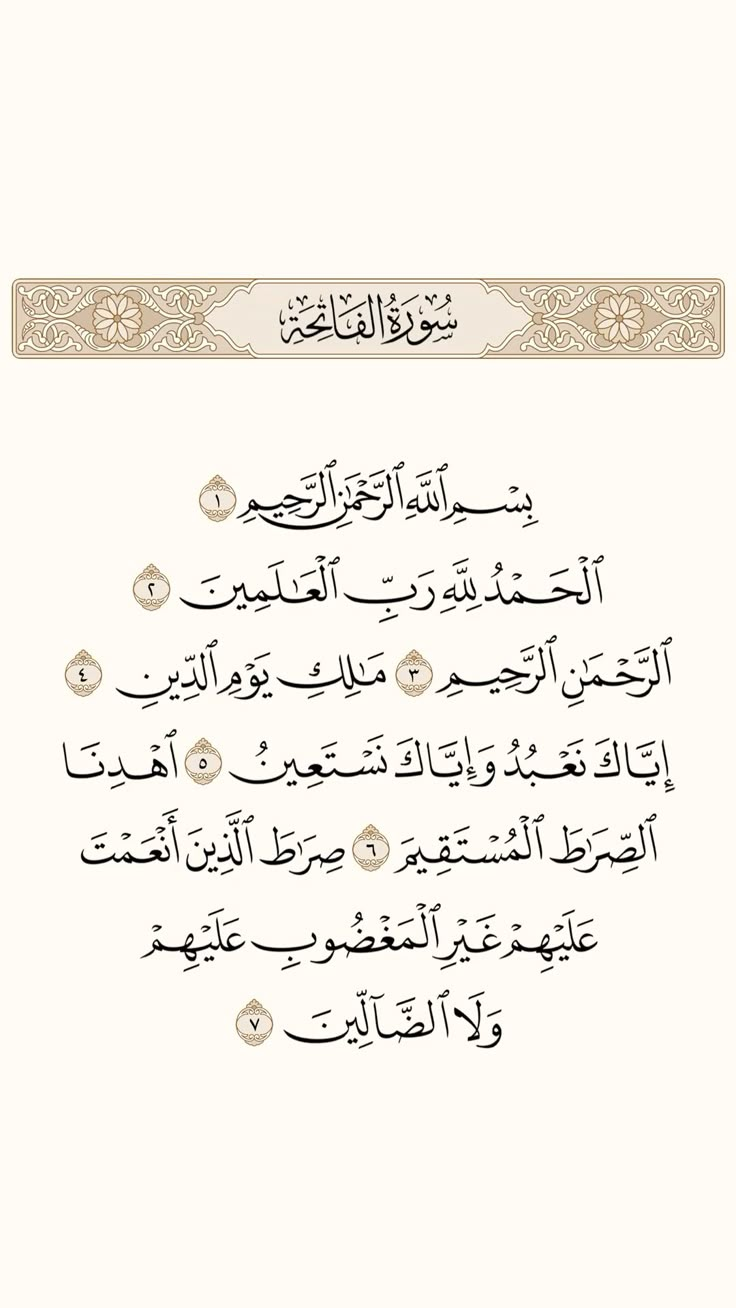 سُورَةُ الفَاتِحَةِ
بِسْمِ ٱللَّهِ ٱلرَّحْمَٰنِ ٱلرَّحِيمِ ١
ٱلْحَمْدُ لِلَّهِ رَبِّ ٱلْعَٰلَمِينَ ٢
ٱلرَّحْمَٰنِ ٱلرَّحِيمِ ٣ مَٰلِكِ يَوْمِ ٱلدِّينِ ٤
إِيَّاكَ نَعْبُدُ وَإِيَّاكَ نَسْتَعِينُ ٥ ٱهْدِنَا
ٱلصِّرَٰطَ ٱلْمُسْتَقِيمَ ٦ صِرَٰطَ ٱلَّذِينَ أَنْعَمْتَ
عَلَيْهِمْ غَيْرِ ٱلْمَغْضُوبِ عَلَيْهِمْ
وَلَا ٱلضَّآلِّينَ ٧